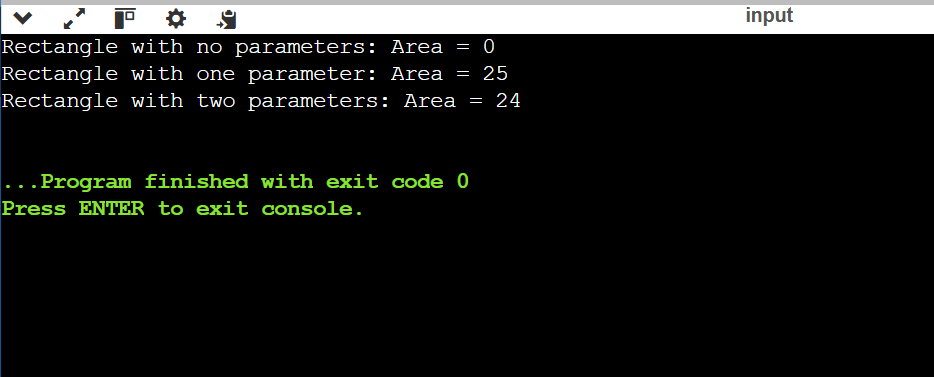 input
Rectangle with no parameters: Area = 0
Rectangle with one parameter: Area = 25
Rectangle with two parameters: Area = 24
...Program finished with exit code 0
Press ENTER to exit console.